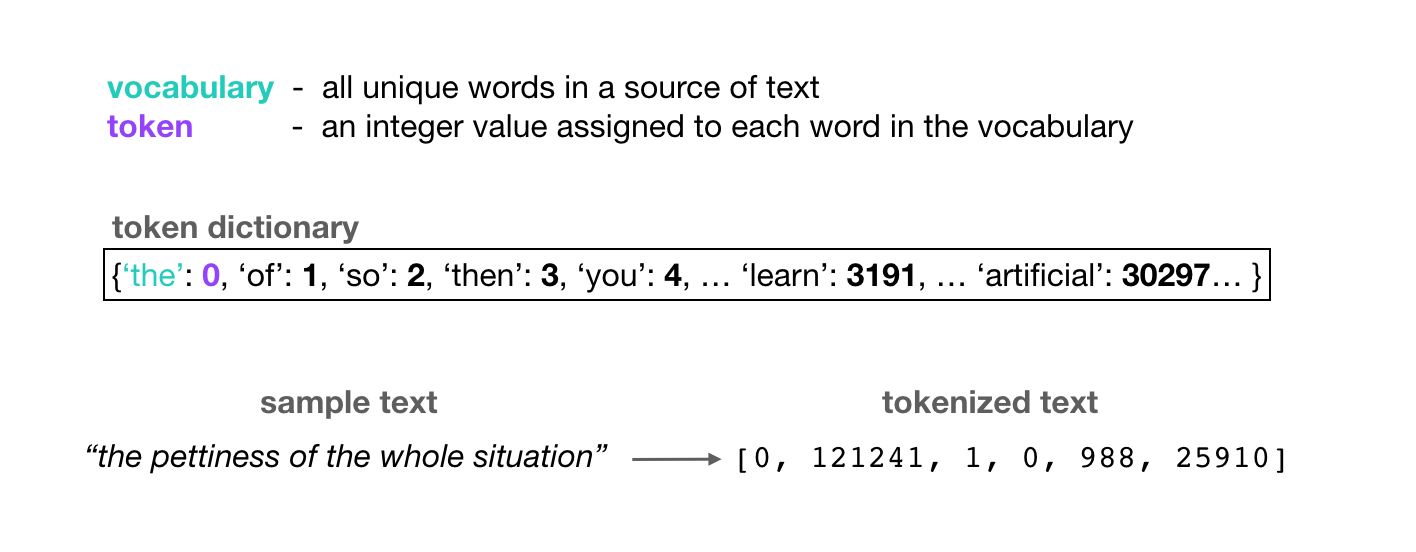 vocabulary - all unique words in a source of text
token - an integer value assigned to each word in the vocabulary
token dictionary
{‘the’: 0, ‘of’: 1, ‘so’: 2, ‘then’: 3, ‘you’: 4, … ‘learn’: 3191, … ‘artificial’: 30297… }
sample text tokenized text
“the pettiness of the whole situation” [0, 121241, 1, 0, 988, 25910]